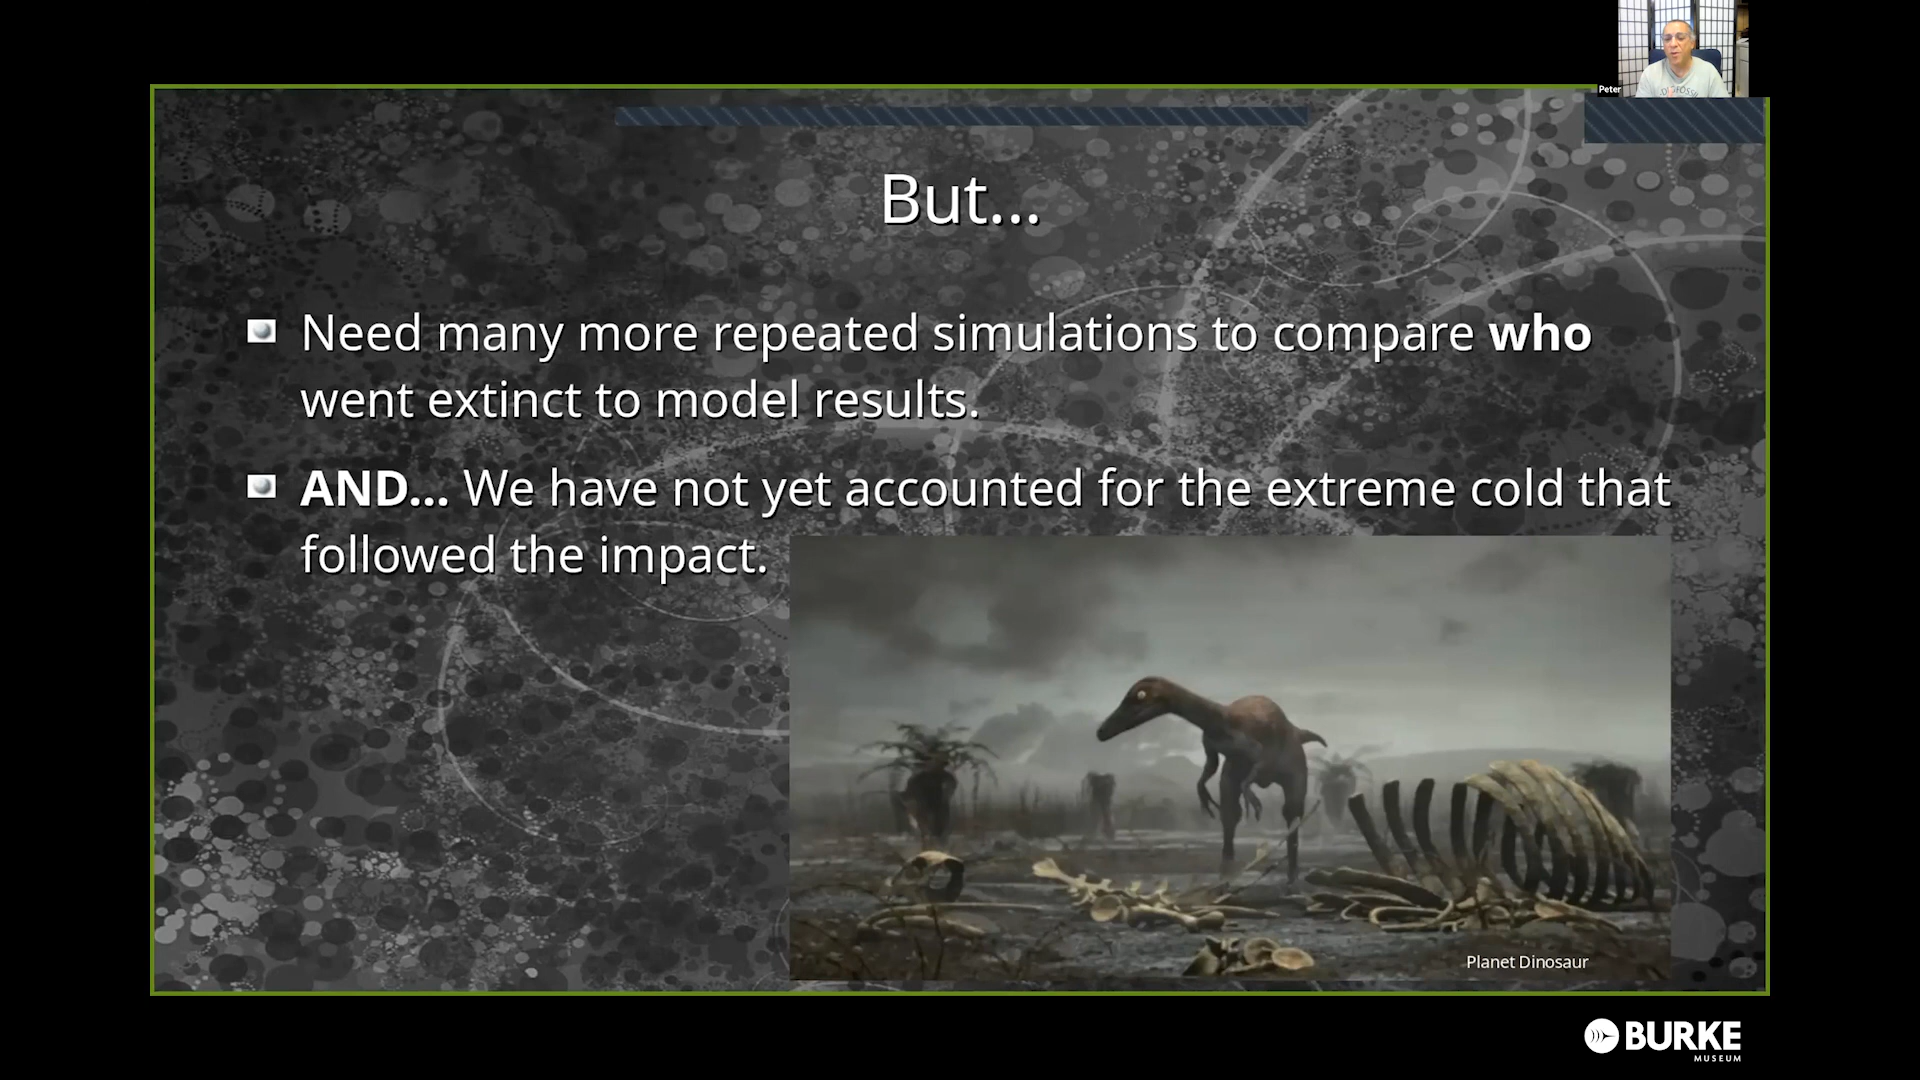 Peter
But...
Need many more repeated simulations to compare who
went extinct to model results.
AND... We have not yet accounted for the extreme cold that
followed the impact.
Planet Dinosaur
BURKE
MUSEUM